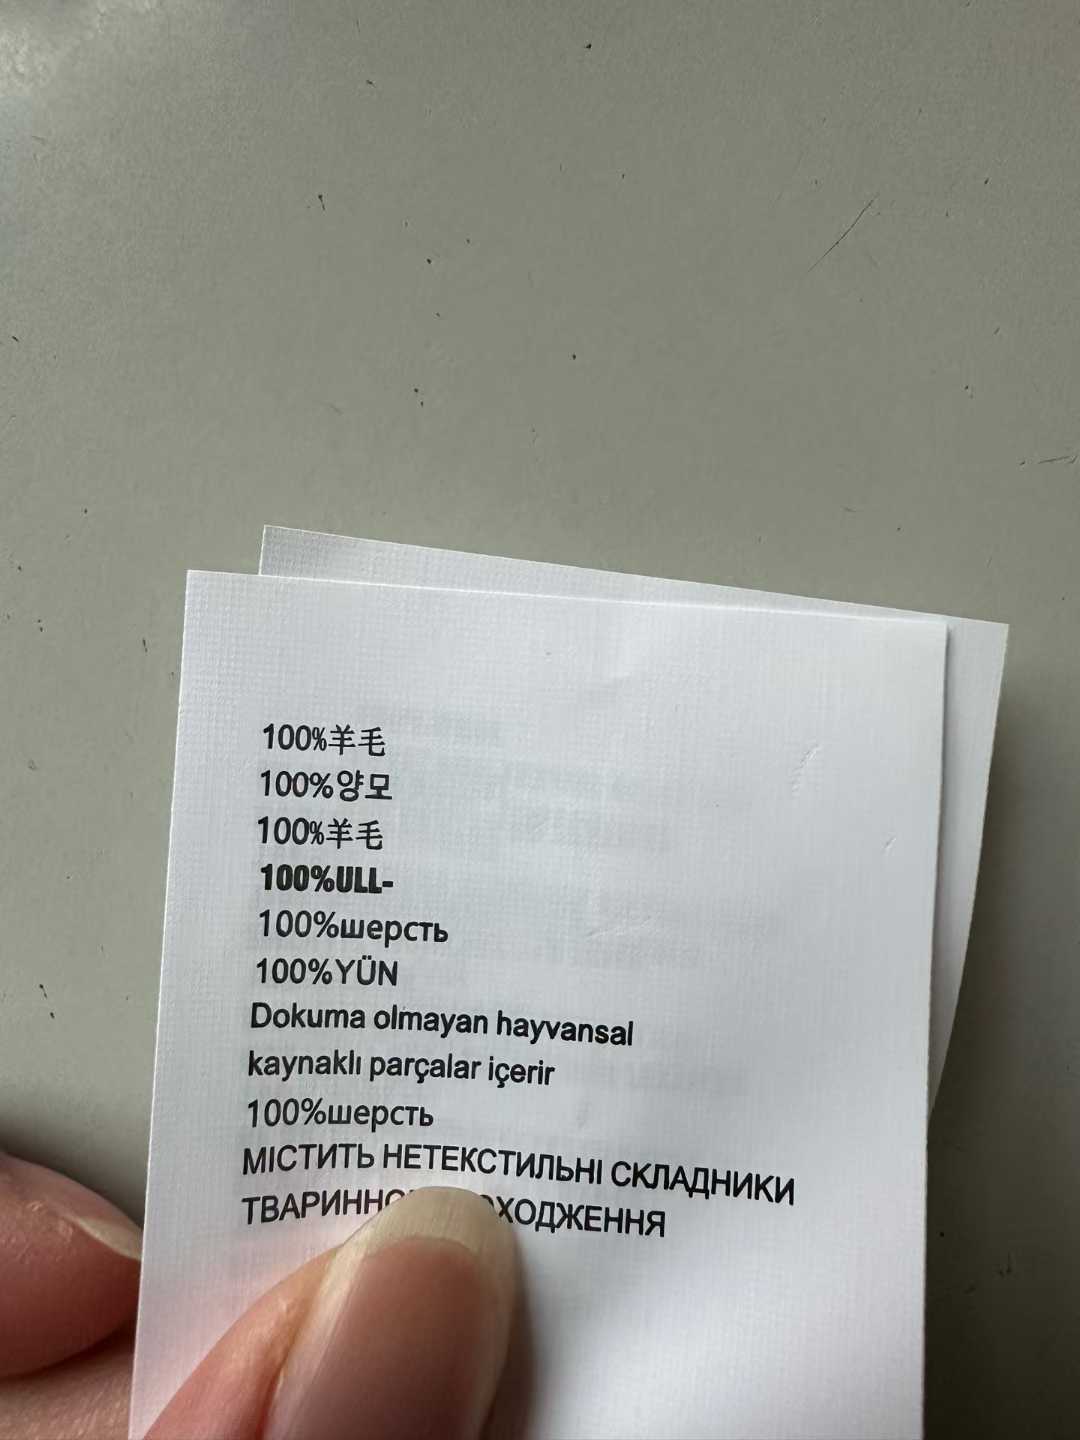 100%羊毛
100%양모
100%羊毛
100%ULL-
100%шерсть
100%YÜN
Dokuma olmayan hayvansal
kaynaklı parçalar içerir
100%шерсть
МІСТИТЬ НЕТЕКСТИЛЬНІ СКЛАДНИКИ